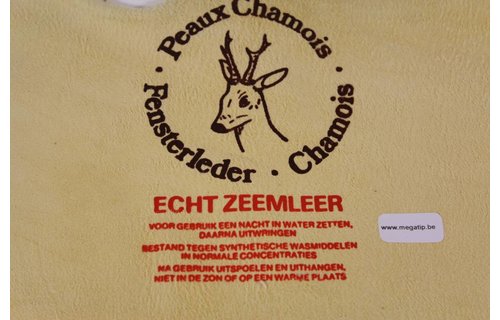 Peaux Chamois ·
Fensterleder · Chamois ·
ECHT ZEEMLEER
VOOR GEBRUIK EEN NACHT IN WATER ZETTEN,
DAARNA UITWRINGEN
BESTAND TEGEN SYNTHETISCHE WASMIDDELEN
IN NORMALE CONCENTRATIES
NA GEBRUIK UITSPOELEN EN UITHANGEN,
NIET IN DE ZON OF OP EEN WARME PLAATS
www.megatip.be